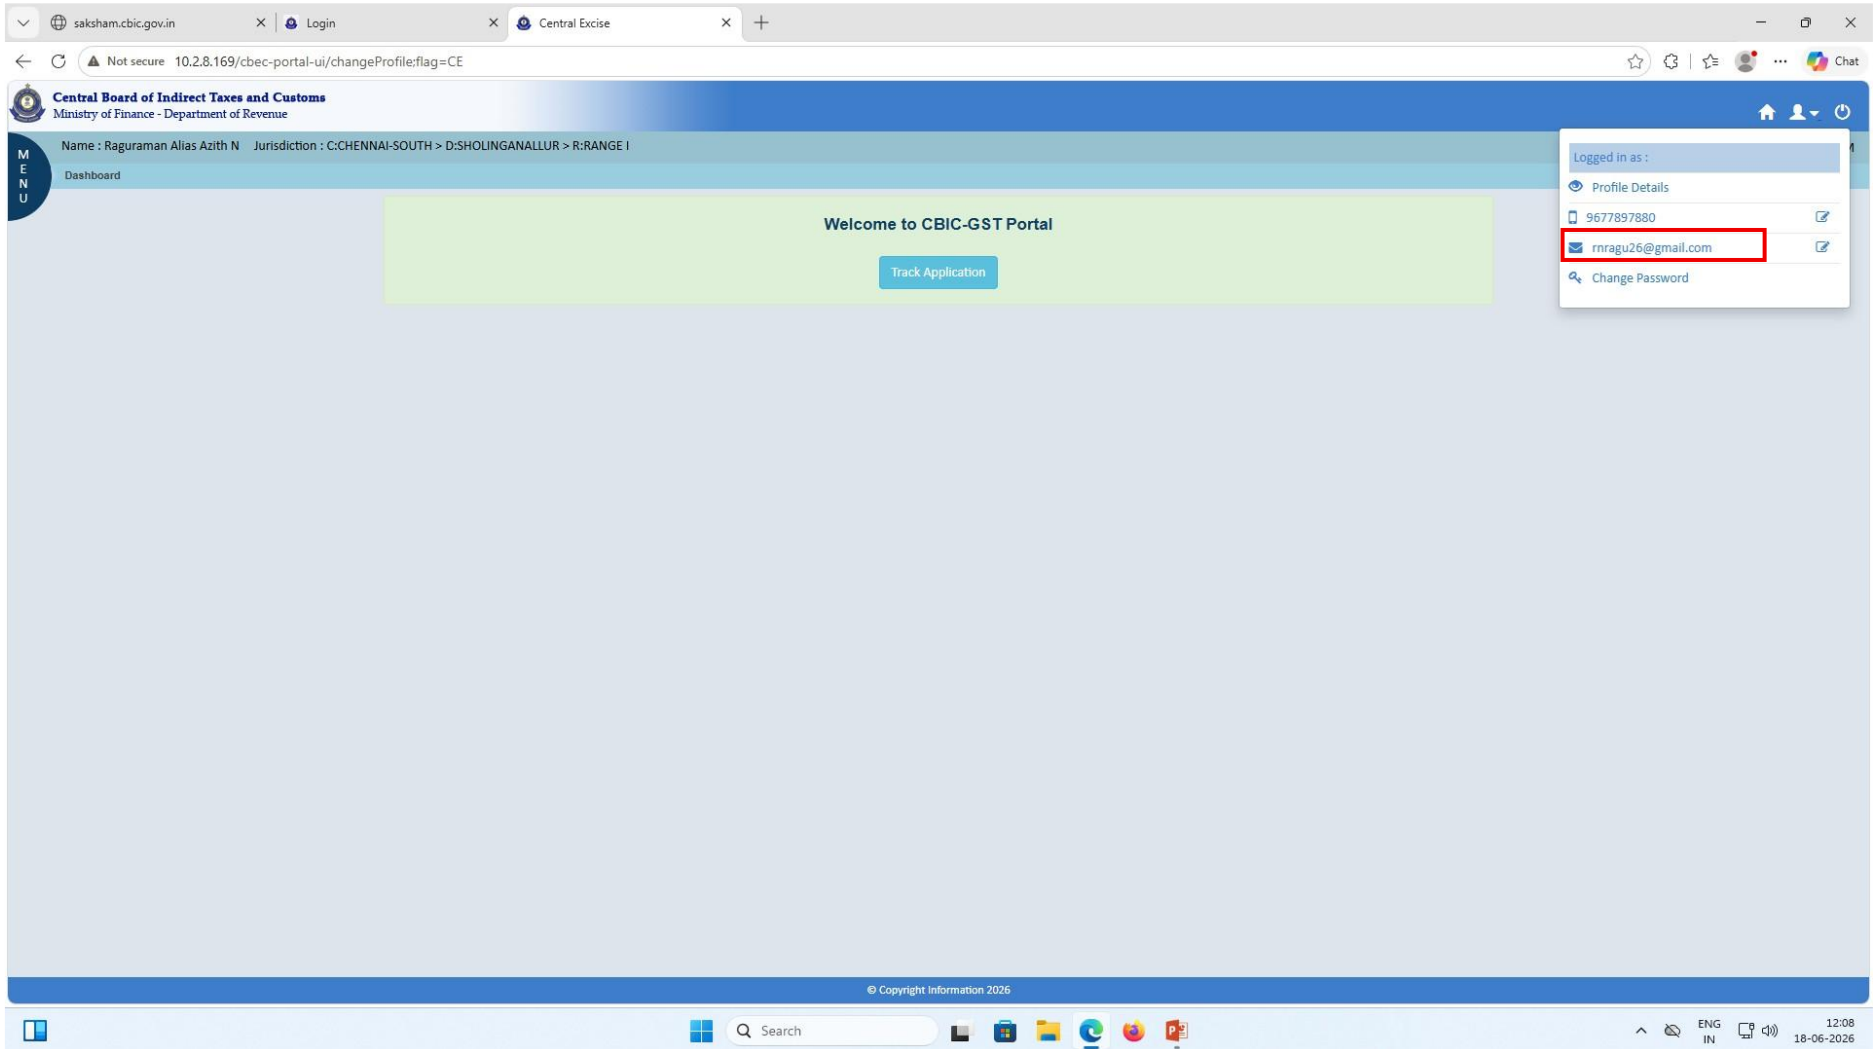 saksham.cbic.gov.in
Login
Central Excise
Not secure 10.2.8.169/cbec-portal-ui/changeProfile;flag=CE
Chat
Central Board of Indirect Taxes and Customs
Ministry of Finance - Department of Revenue
MENU
Name : Raguraman Alias Azith N Jurisdiction : C:CHENNAI-SOUTH > D:SHOLINGANALLUR > R:RANGE I
Dashboard
Logged in as :
Profile Details
9677897880
rnragu26@gmail.com
Change Password
Welcome to CBIC-GST Portal
Track Application
© Copyright Information 2026
Search
ENG
IN
12:08
18-06-2026